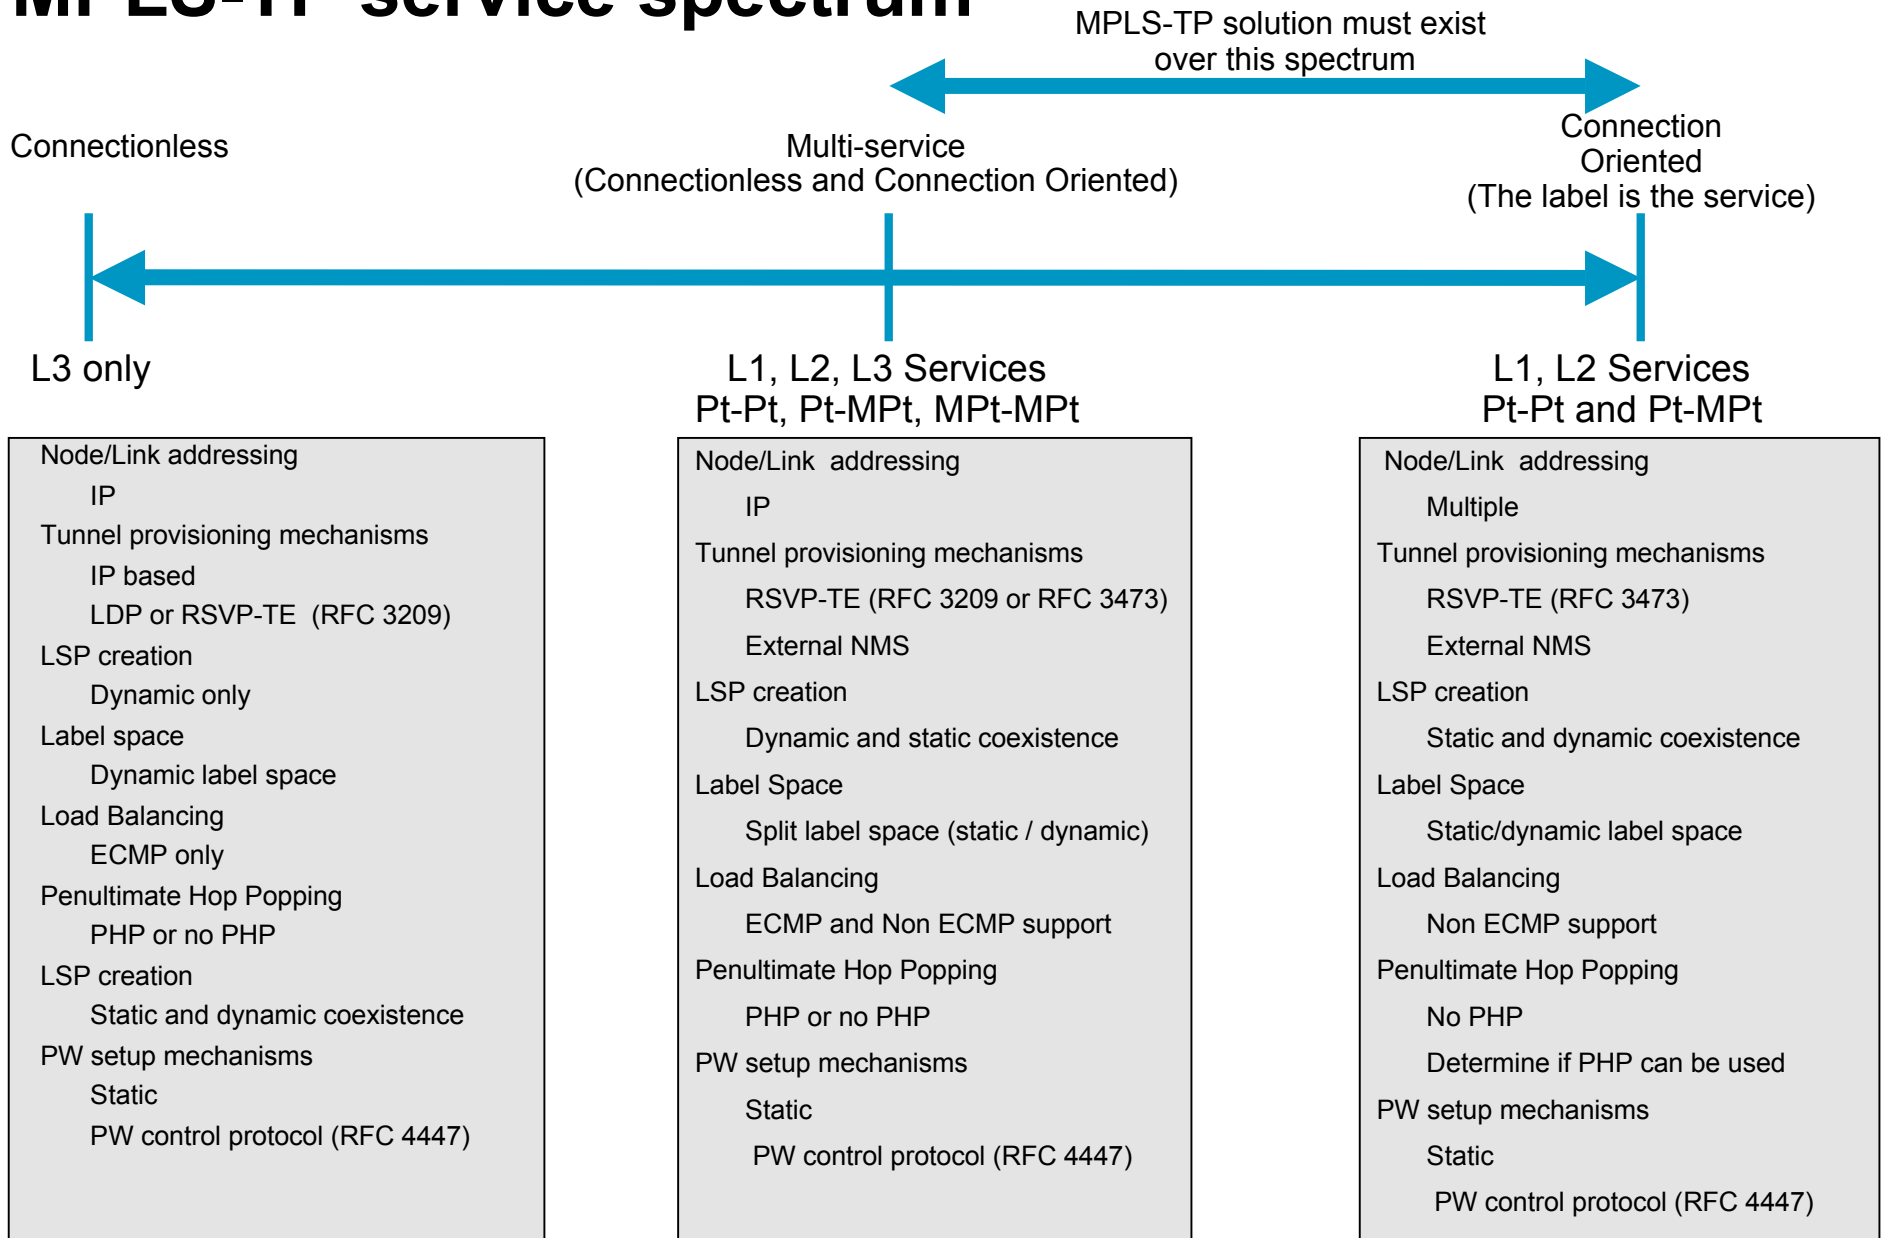 MPLS-TP service spectrum
MPLS-TP solution must exist
over this spectrum
Connectionless
Multi-service
(Connectionless and Connection Oriented)
Connection
Oriented
(The label is the service)
L3 only
L1, L2, L3 Services
Pt-Pt, Pt-MPt, MPt-MPt
L1, L2 Services
Pt-Pt and Pt-MPt
Node/Link addressing
IP
Tunnel provisioning mechanisms
IP based
LDP or RSVP-TE (RFC 3209)
LSP creation
Dynamic only
Label space
Dynamic label space
Load Balancing
ECMP only
Penultimate Hop Popping
PHP or no PHP
LSP creation
Static and dynamic coexistence
PW setup mechanisms
Static
PW control protocol (RFC 4447)
Node/Link addressing
IP
Tunnel provisioning mechanisms
RSVP-TE (RFC 3209 or RFC 3473)
External NMS
LSP creation
Dynamic and static coexistence
Label Space
Split label space (static / dynamic)
Load Balancing
ECMP and Non ECMP support
Penultimate Hop Popping
PHP or no PHP
PW setup mechanisms
Static
PW control protocol (RFC 4447)
Node/Link addressing
Multiple
Tunnel provisioning mechanisms
RSVP-TE (RFC 3473)
External NMS
LSP creation
Static and dynamic coexistence
Label Space
Static/dynamic label space
Load Balancing
Non ECMP support
Penultimate Hop Popping
No PHP
Determine if PHP can be used
PW setup mechanisms
Static
PW control protocol (RFC 4447)